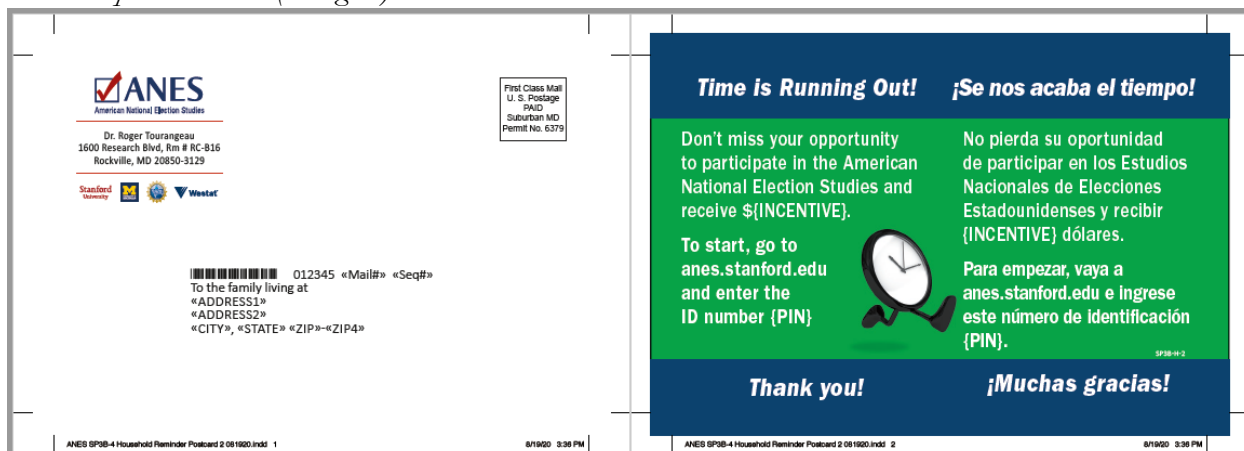 ANES
American National Election Studies
Dr. Roger Tourangeau
1600 Research Blvd, Rm # RC-B16
Rockville, MD 20850-3129
Stanford
University
M
Westat
First Class Mail
U. S. Postage
PAID
Suburban MD
Permit No. 6379
012345 «Mail#» «Seq#»
To the family living at
«ADDRESS1»
«ADDRESS2»
«CITY», «STATE» «ZIP»-«ZIP4»
ANES SP3B-4 Household Reminder Postcard 2 081920.indd 1
8/19/20 3:36 PM
Time is Running Out!
Don't miss your opportunity
to participate in the American
National Election Studies and
receive ${INCENTIVE}.
To start, go to
anes.stanford.edu
and enter the
ID number {PIN}
Thank you!
¡Se nos acaba el tiempo!
No pierda su oportunidad
de participar en los Estudios
Nacionales de Elecciones
Estadounidenses y recibir
{INCENTIVE} dólares.
Para empezar, vaya a
anes.stanford.edu e ingrese
este número de identificación
{PIN}.
SP3B-H-2
¡Muchas gracias!
ANES SP3B-4 Household Reminder Postcard 2 081920.indd 2
8/19/20 3:36 PM